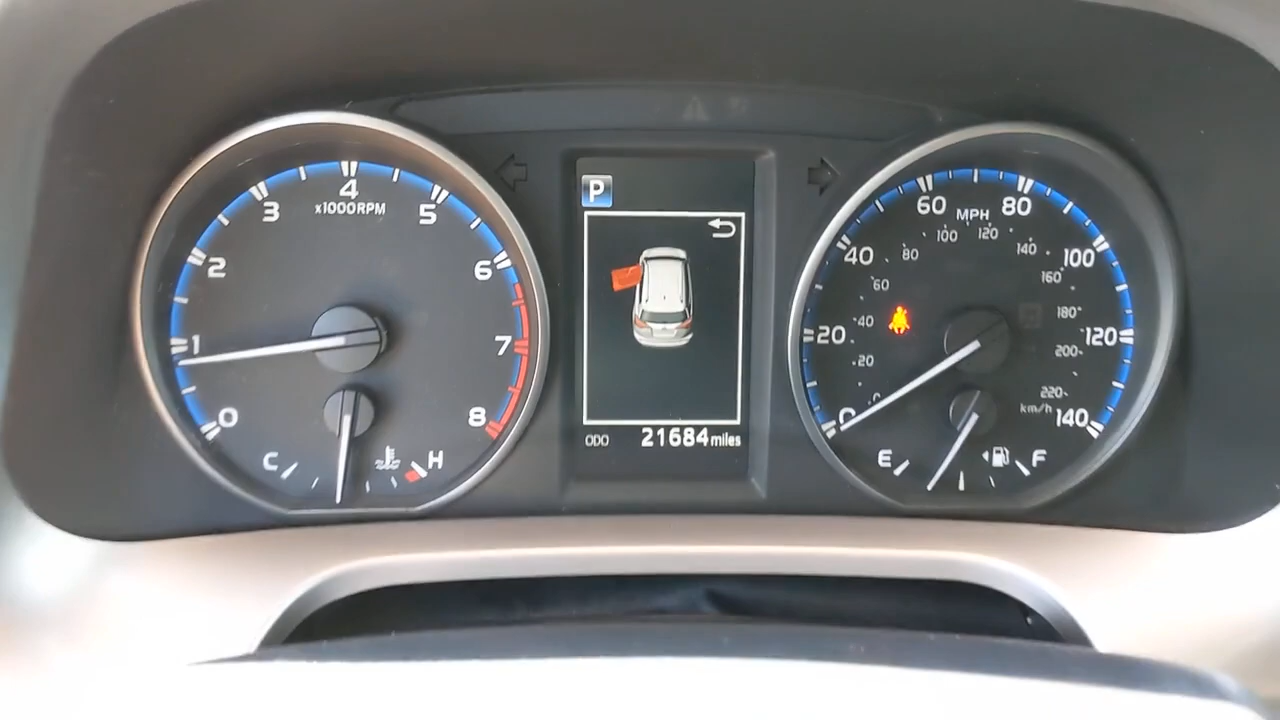 4
x1000RPM
3
5
2
6
1
7
0
8
C
H
P
ODO 21684 miles
60 MPH 80
100 120
40 80 140 100
60 160
20 40 180 120
20 200
0 220
km/h 140
E F